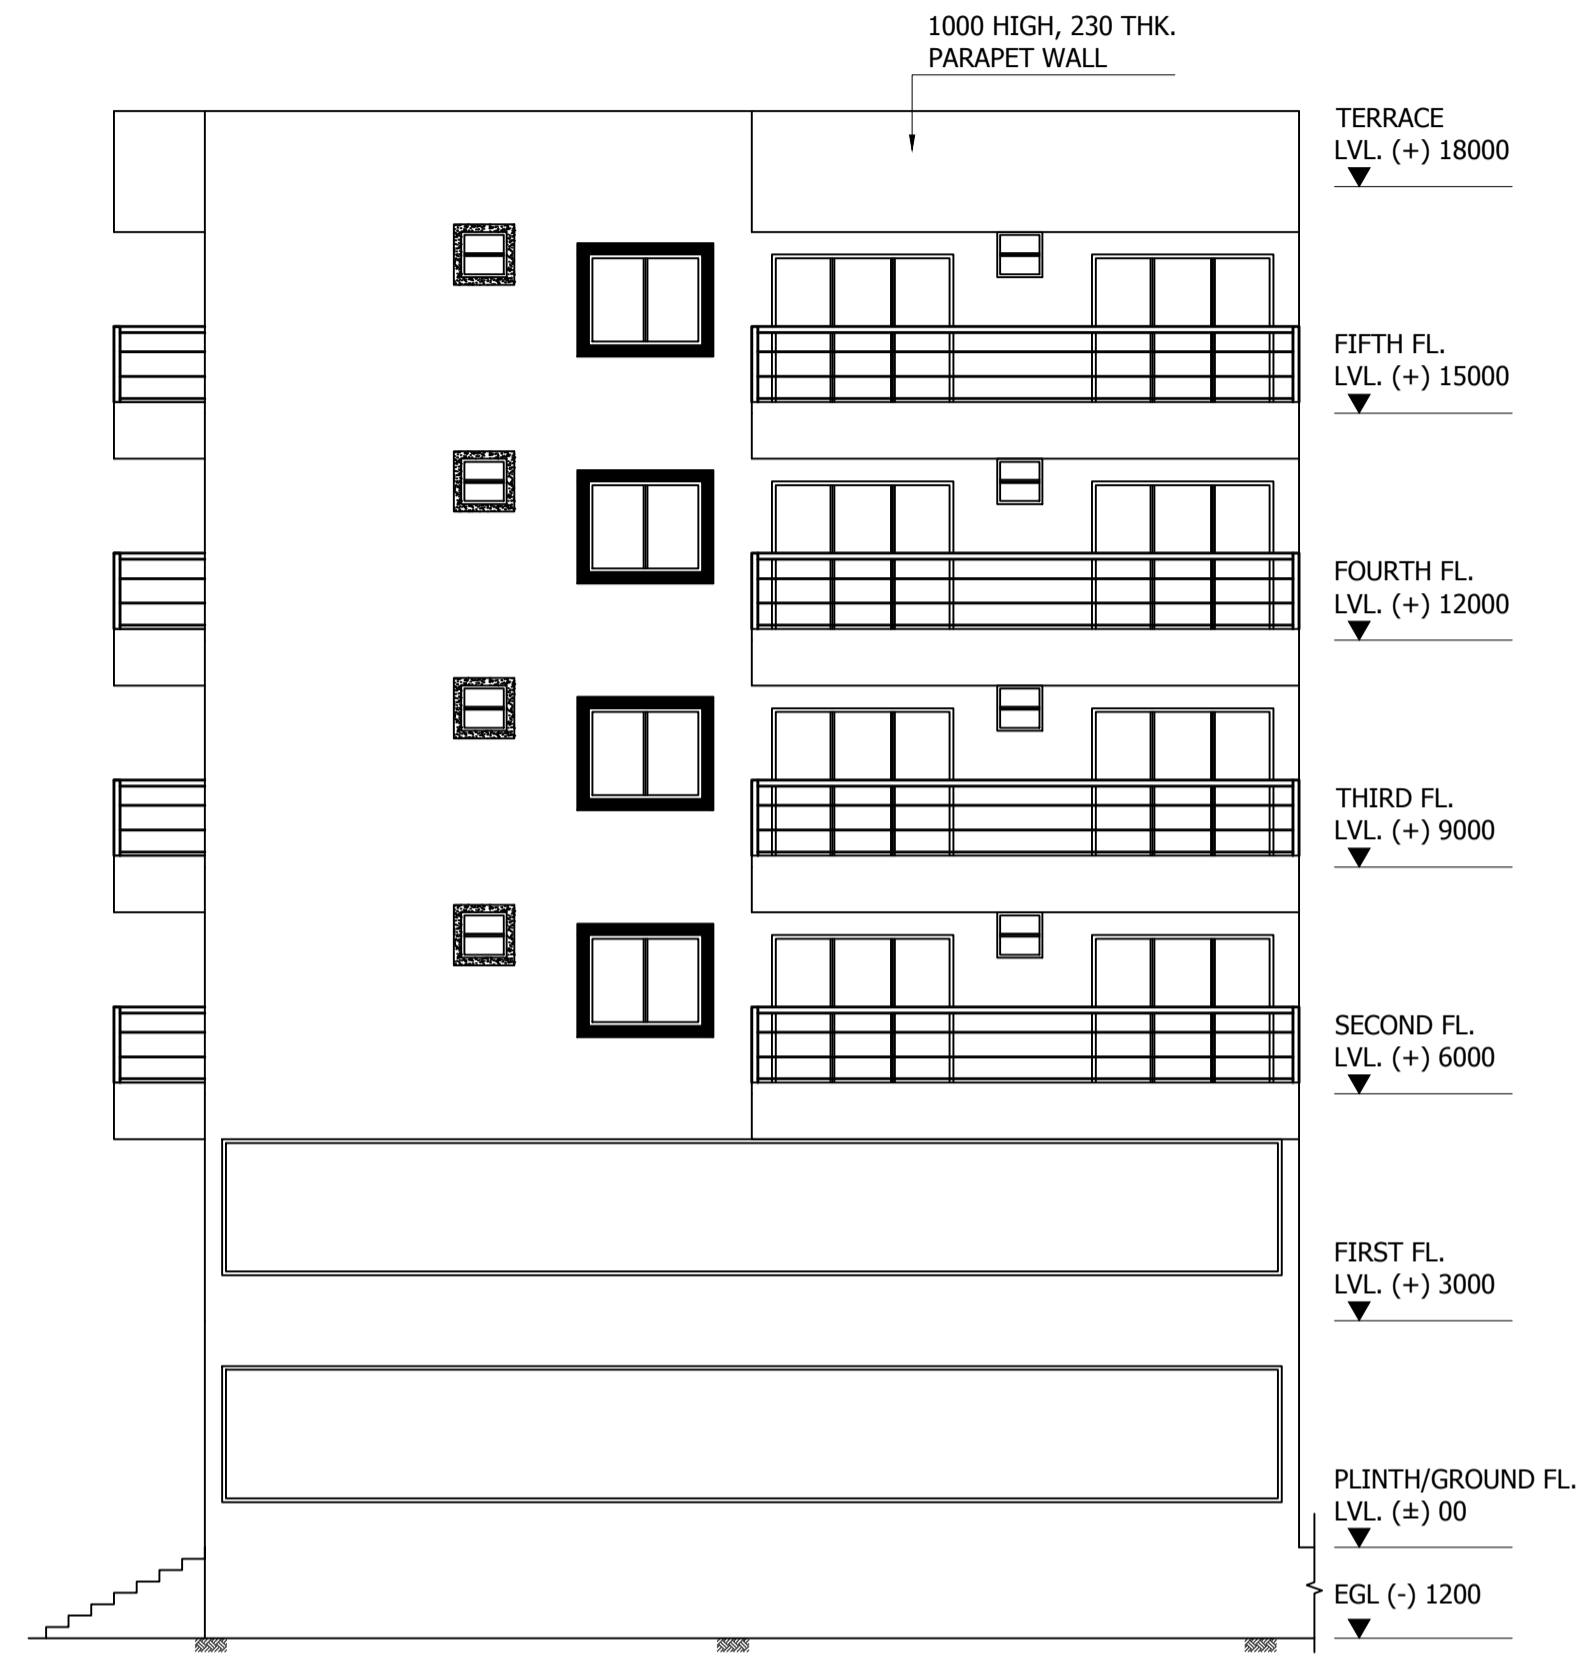 1000 HIGH, 230 THK.
PARAPET WALL
TERRACE
LVL. (+) 18000
FIFTH FL.
LVL. (+) 15000
FOURTH FL.
LVL. (+) 12000
THIRD FL.
LVL. (+) 9000
SECOND FL.
LVL. (+) 6000
FIRST FL.
LVL. (+) 3000
PLINTH/GROUND FL.
LVL. (±) 00
EGL (-) 1200